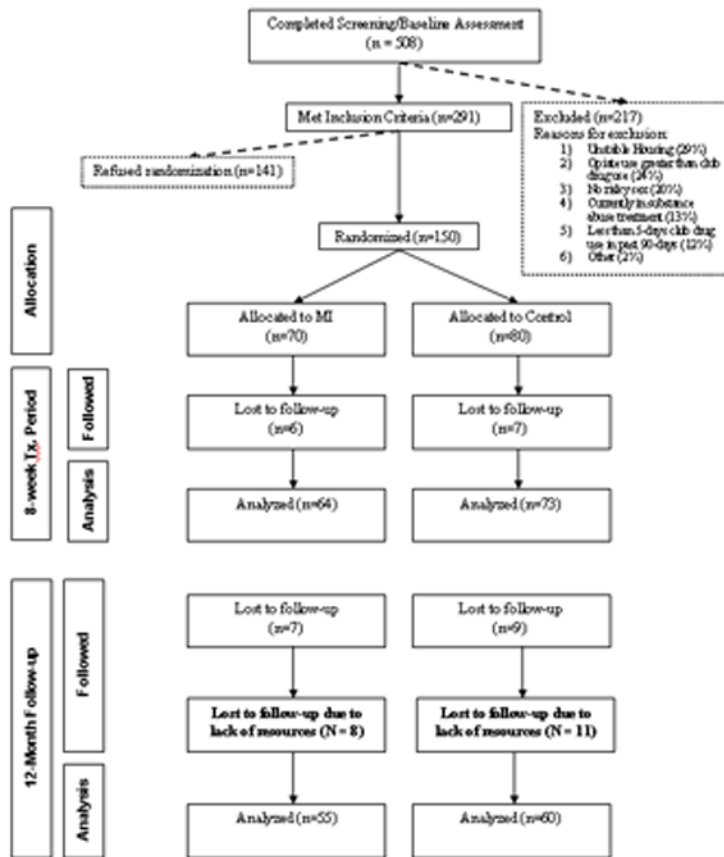 Completed Screening/Baseline Assessment
(n = 508)
Met Inclusion Criteria (n=291)
Excluded (n=217)
Reasons for exclusion:
1) Unstible Housing (29%)
2) Opiate use greater than club
drug use (24%)
3) No risky sex (20%)
4) Currently in substance
abuse treatment (13%)
5) Less than 5-days club drug
use in past 90-days (12%)
6) Other (2%)
Refused randomization (n=141)
Randomized (n=150)
Allocation
Allocated to MI
(n=70)
Allocated to Control
(n=80)
8-week Tx. Period
Followed
Lost to follow-up
(n=6)
Lost to follow-up
(n=7)
Analysis
Analyzed (n=64)
Analyzed (n=73)
12-Month Follow-up
Followed
Lost to follow-up
(n=7)
Lost to follow-up
(n=9)
Lost to follow-up due to
lack of resources (N = 8)
Lost to follow-up due to
lack of resources (N = 11)
Analysis
Analyzed (n=55)
Analyzed (n=60)